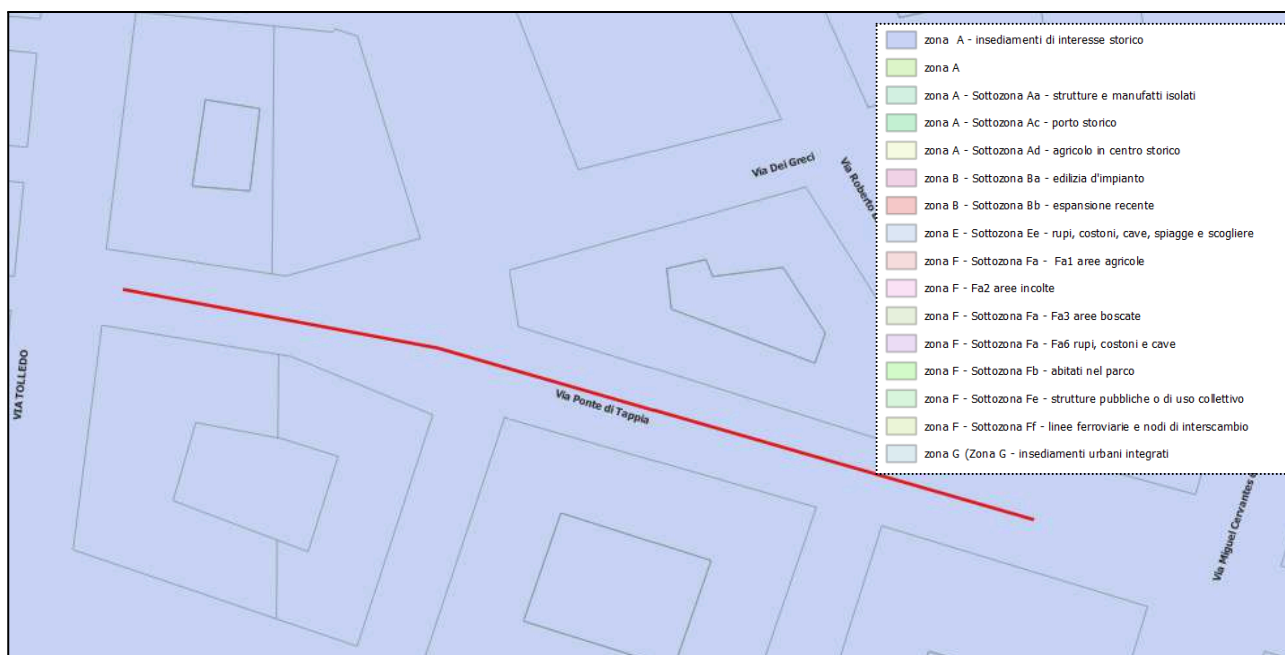 zona A - insediamenti di interesse storico
zona A
zona A - Sottozona Aa - strutture e manufatti isolati
zona A - Sottozona Ac - porto storico
zona A - Sottozona Ad - agricolo in centro storico
zona B - Sottozona Ba - edilizia d'impianto
zona B - Sottozona Bb - espansione recente
zona E - Sottozona Ee - rupi, costoni, cave, spiagge e scogliere
zona F - Sottozona Fa - Fa1 aree agricole
zona F - Fa2 aree incolte
zona F - Sottozona Fa - Fa3 aree boscate
zona F - Sottozona Fa - Fa6 rupi, costoni e cave
zona F - Sottozona Fb - abitati nel parco
zona F - Sottozona Fe - strutture pubbliche o di uso collettivo
zona F - Sottozona Ff - linee ferroviarie e nodi di interscambio
zona G (Zona G - insediamenti urbani integrati
Via Dei Greci
Via Roberto
VIA TOLLEDO
Via Ponte di Tappia
Via Miguel Cervantes